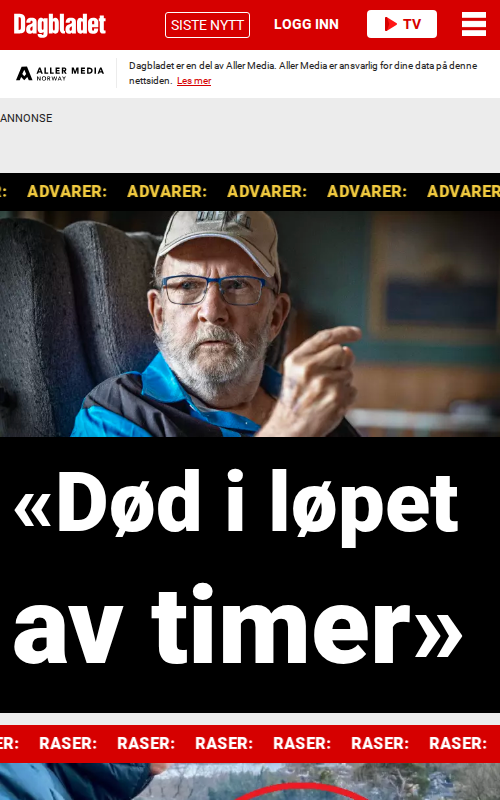 Dagbladet SISTE NYTT LOGG INN TV
ALLER MEDIA
NORWAY
Dagbladet er en del av Aller Media. Aller Media er ansvarlig for dine data på denne
nettsiden. Les mer
ANNONSE
R: ADVARER: ADVARER: ADVARER: ADVARER: ADVARER
«Død i løpet
av timer»
ER: RASER: RASER: RASER: RASER: RASER: RASER: